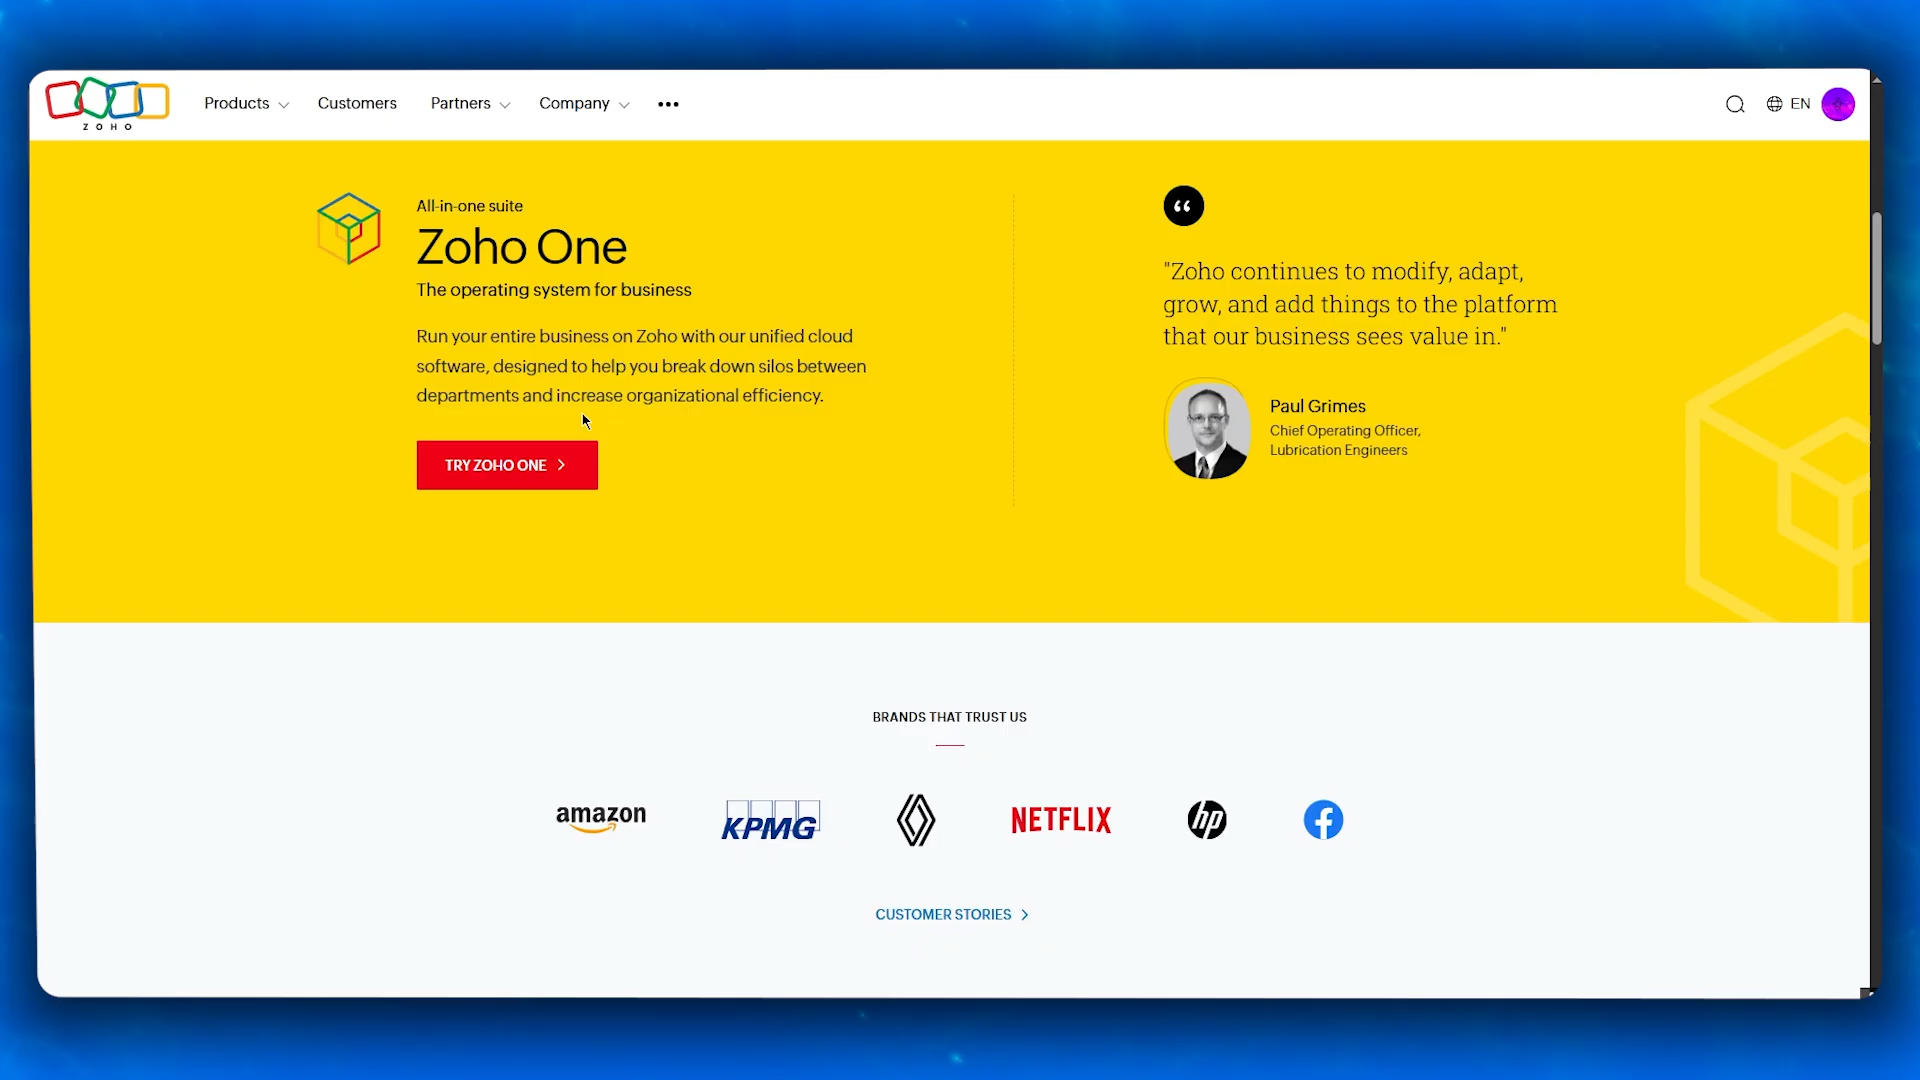 ZOHO
Products
Customers
Partners
Company
EN
All-in-one suite
Zoho One
The operating system for business
Run your entire business on Zoho with our unified cloud
software, designed to help you break down silos between
departments and increase organizational efficiency.
TRY ZOHO ONE
"Zoho continues to modify, adapt,
grow, and add things to the platform
that our business sees value in."
Paul Grimes
Chief Operating Officer,
Lubrication Engineers
BRANDS THAT TRUST US
amazon
KPMG
NETFLIX
hp
CUSTOMER STORIES